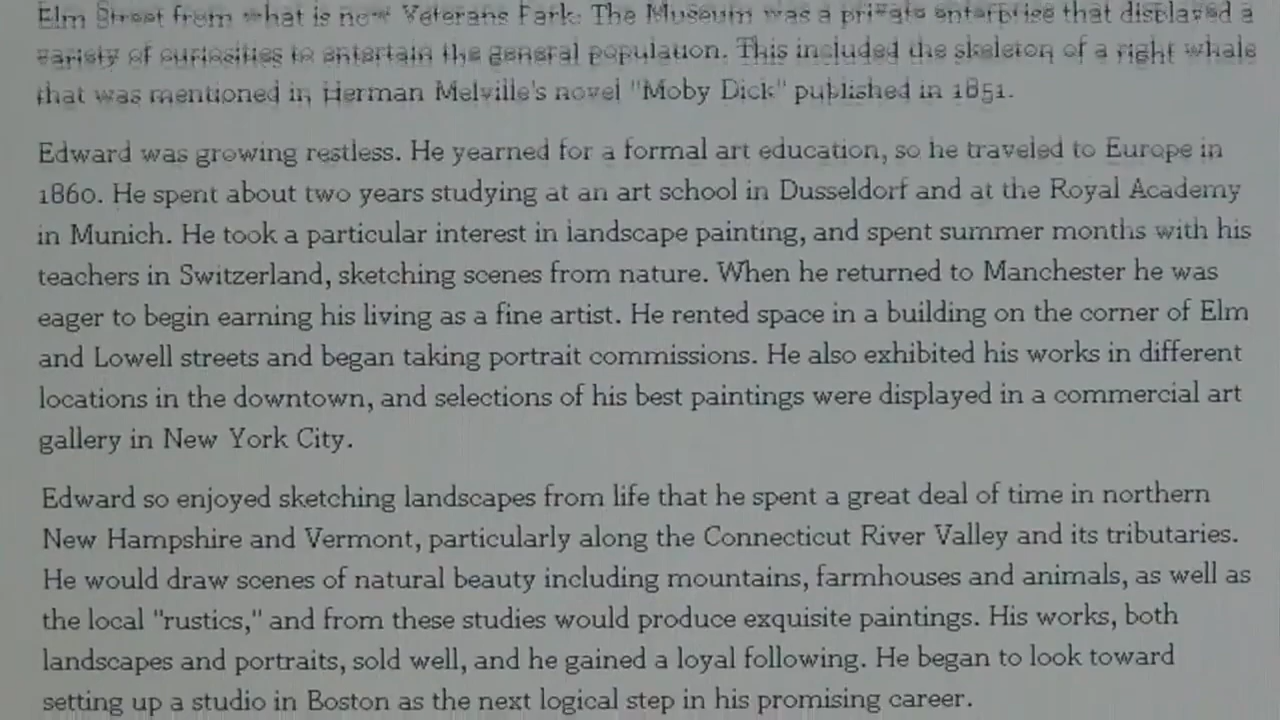 Elm Street from what is now Veterans Park. The Museum was a private enterprise that displayed a
variety of curiosities to entertain the general population. This included the skeleton of a right whale
that was mentioned in Herman Melville's novel "Moby Dick" published in 1851.
Edward was growing restless. He yearned for a formal art education, so he traveled to Europe in
1860. He spent about two years studying at an art school in Dusseldorf and at the Royal Academy
in Munich. He took a particular interest in landscape painting, and spent summer months with his
teachers in Switzerland, sketching scenes from nature. When he returned to Manchester he was
eager to begin earning his living as a fine artist. He rented space in a building on the corner of Elm
and Lowell streets and began taking portrait commissions. He also exhibited his works in different
locations in the downtown, and selections of his best paintings were displayed in a commercial art
gallery in New York City.
Edward so enjoyed sketching landscapes from life that he spent a great deal of time in northern
New Hampshire and Vermont, particularly along the Connecticut River Valley and its tributaries.
He would draw scenes of natural beauty including mountains, farmhouses and animals, as well as
the local "rustics," and from these studies would produce exquisite paintings. His works, both
landscapes and portraits, sold well, and he gained a loyal following. He began to look toward
setting up a studio in Boston as the next logical step in his promising career.